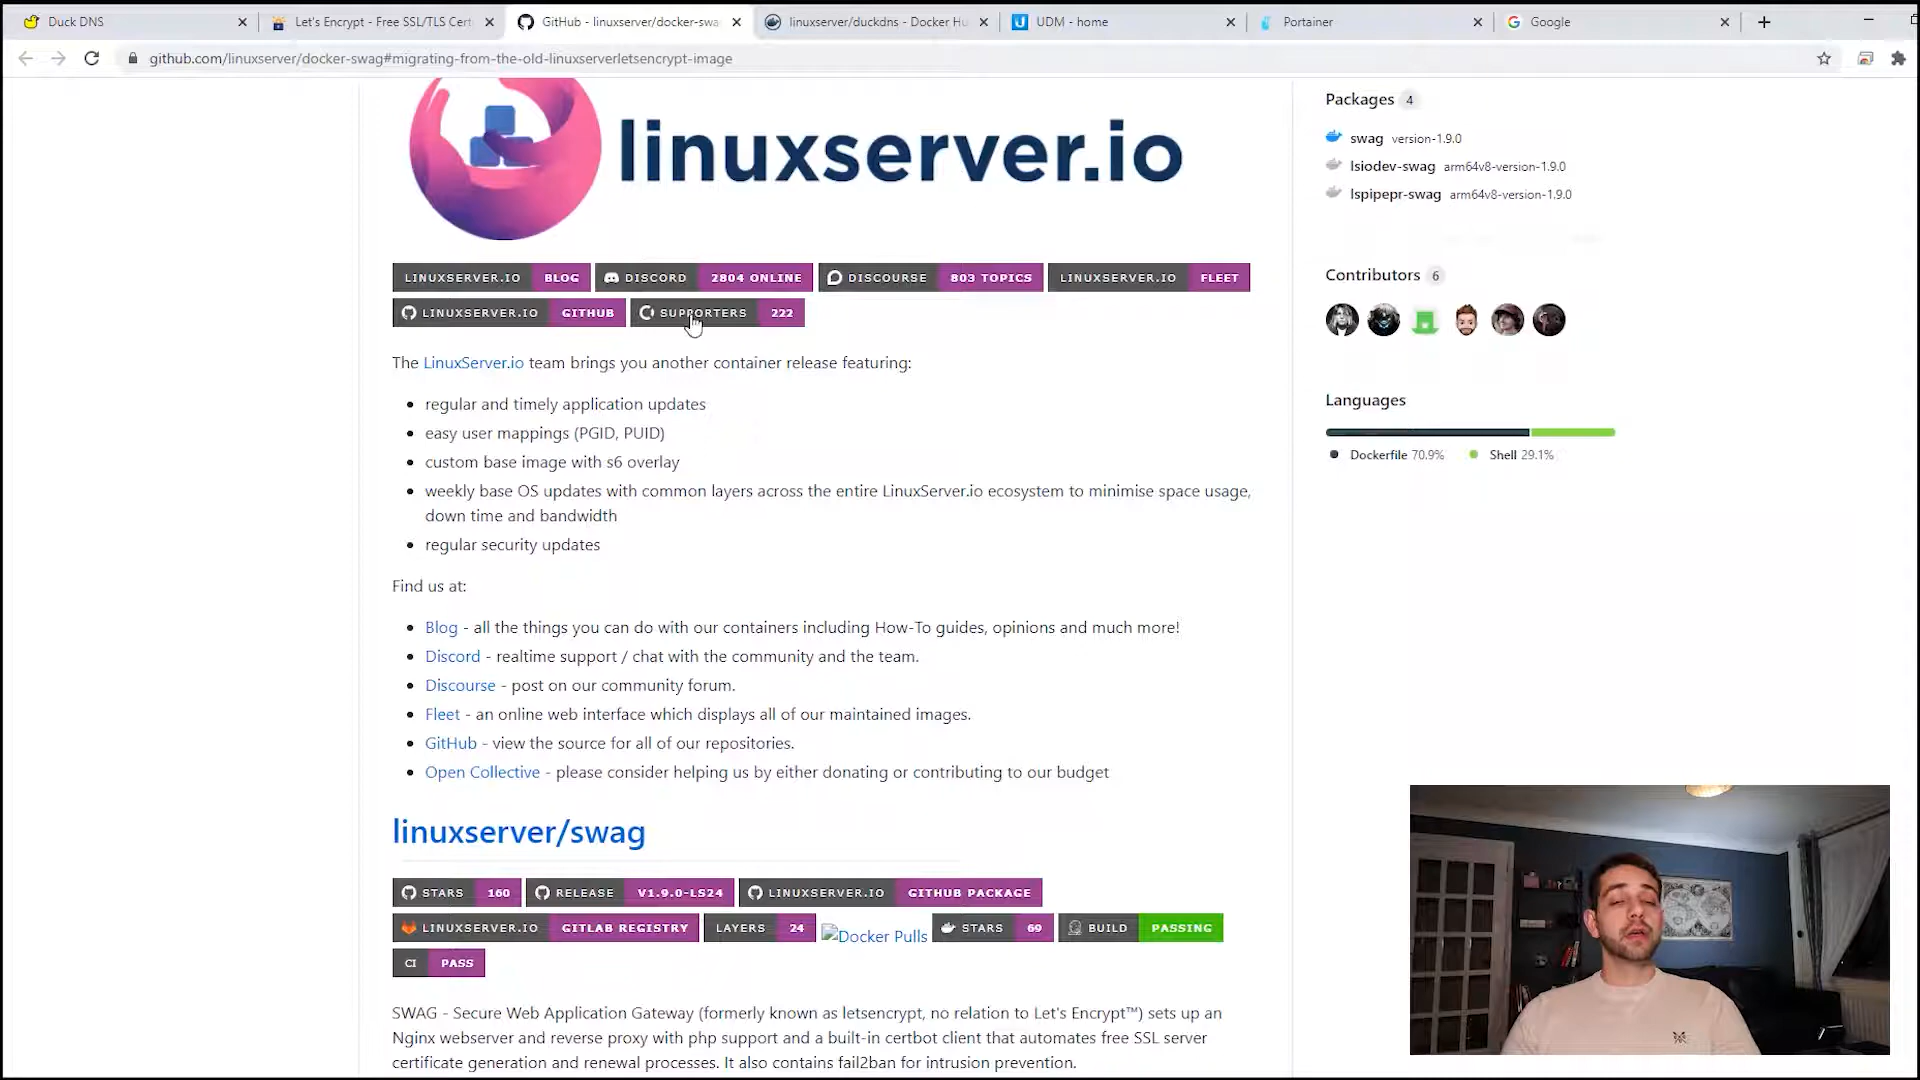 Duck DNS
Let's Encrypt - Free SSL/TLS Cert
GitHub - linuxserver/docker-swa
linuxserver/duckdns - Docker Hu
UDM - home
Portainer
Google
github.com/linuxserver/docker-swag#migrating-from-the-old-linuxserverletsencrypt-image
linuxserver.io
LINUXSERVER.IO BLOG
DISCORD 2804 ONLINE
DISCOURSE 803 TOPICS
LINUXSERVER.IO FLEET
LINUXSERVER.IO GITHUB
SUPPORTERS 222
The LinuxServer.io team brings you another container release featuring:
regular and timely application updates
easy user mappings (PGID, PUID)
custom base image with s6 overlay
weekly base OS updates with common layers across the entire LinuxServer.io ecosystem to minimise space usage,
down time and bandwidth
regular security updates
Find us at:
Blog - all the things you can do with our containers including How-To guides, opinions and much more!
Discord - realtime support / chat with the community and the team.
Discourse - post on our community forum.
Fleet - an online web interface which displays all of our maintained images.
GitHub - view the source for all of our repositories.
Open Collective - please consider helping us by either donating or contributing to our budget
linuxserver/swag
STARS 160
RELEASE V1.9.0-LS24
LINUXSERVER.IO GITHUB PACKAGE
LINUXSERVER.IO GITLAB REGISTRY
LAYERS 24
Docker Pulls
STARS 69
BUILD PASSING
CI PASS
SWAG - Secure Web Application Gateway (formerly known as letsencrypt, no relation to Let's Encrypt™) sets up an
Nginx webserver and reverse proxy with php support and a built-in certbot client that automates free SSL server
certificate generation and renewal processes. It also contains fail2ban for intrusion prevention.
Packages 4
swag version-1.9.0
lsiodev-swag arm64v8-version-1.9.0
lspipepr-swag arm64v8-version-1.9.0
Contributors 6
Languages
Dockerfile 70.9%
Shell 29.1%